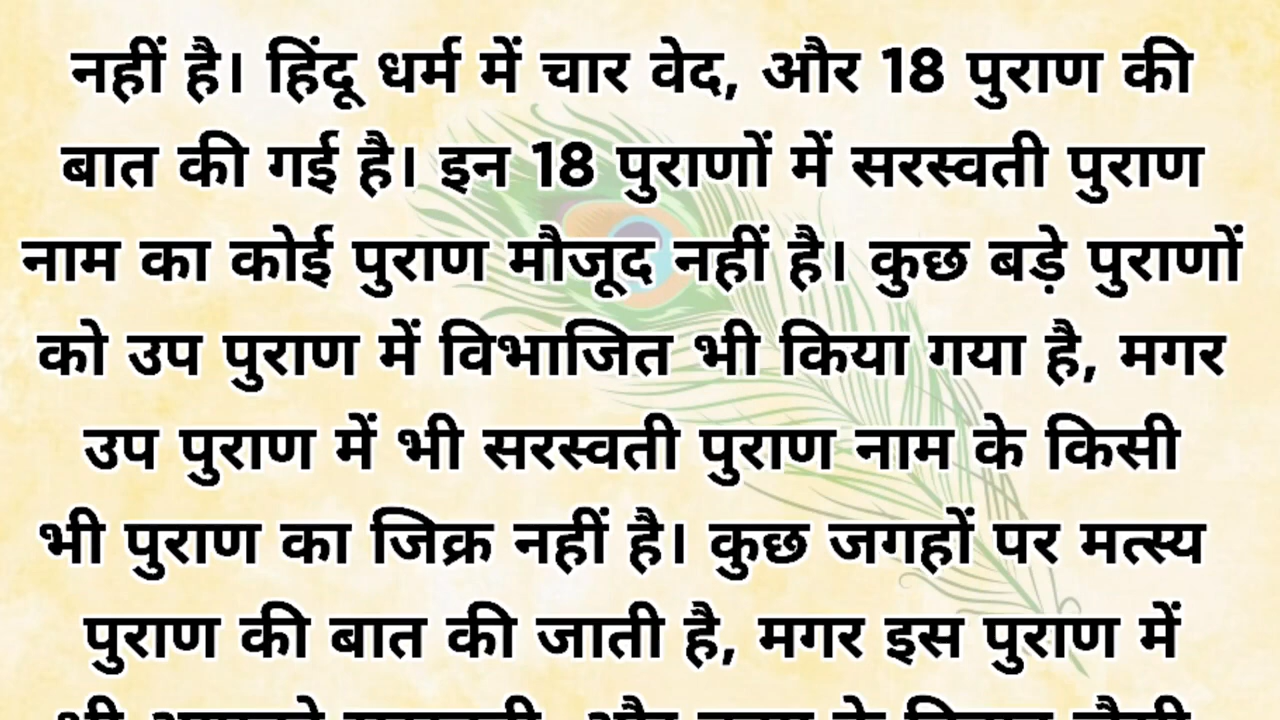 नहीं है। हिंदू धर्म में चार वेद, और 18 पुराण की
बात की गई है। इन 18 पुराणों में सरस्वती पुराण
नाम का कोई पुराण मौजूद नहीं है। कुछ बड़े पुराणों
को उप पुराण में विभाजित भी किया गया है, मगर
उप पुराण में भी सरस्वती पुराण नाम के किसी
भी पुराण का जिक्र नहीं है। कुछ जगहों पर मत्स्य
पुराण की बात की जाती है, मगर इस पुराण में